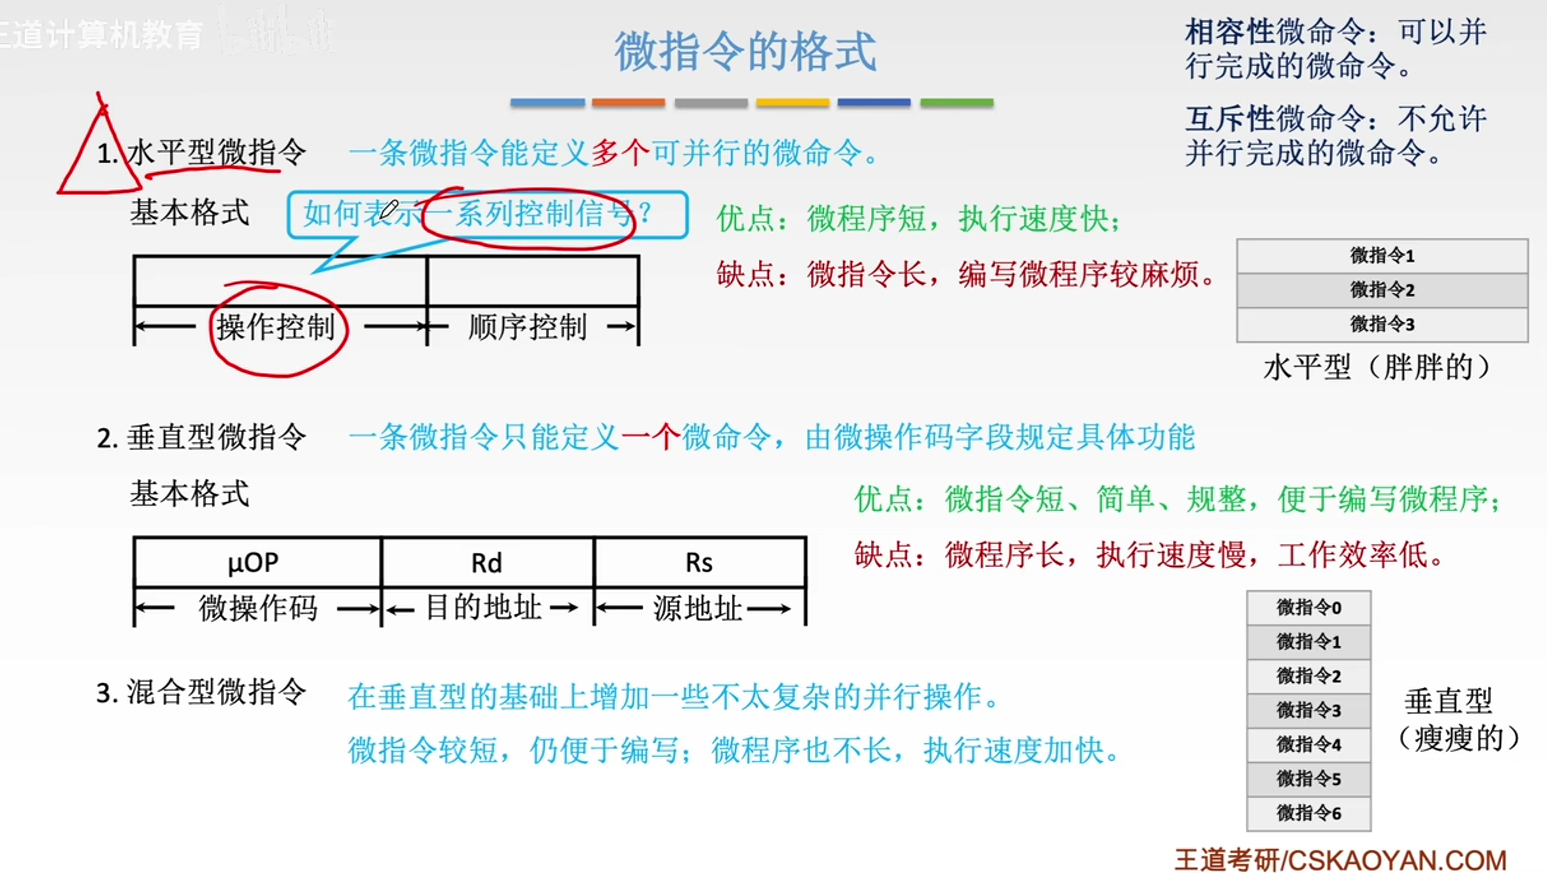 王道计算机教育
微指令的格式
相容性微命令：可以并
行完成的微命令。
互斥性微命令：不允许
并行完成的微命令。
1. 水平型微指令 一条微指令能定义多个可并行的微命令。
基本格式 如何表示一系列控制信号？
优点：微程序短，执行速度快；
缺点：微指令长，编写微程序较麻烦。
操作控制 顺序控制
微指令1
微指令2
微指令3
水平型（胖胖的）
2. 垂直型微指令 一条微指令只能定义一个微命令，由微操作码字段规定具体功能
基本格式
优点：微指令短、简单、规整，便于编写微程序；
缺点：微程序长，执行速度慢，工作效率低。
μOP Rd Rs
微操作码 目的地址 源地址
微指令0
微指令1
微指令2
微指令3
微指令4
微指令5
微指令6
垂直型
（瘦瘦的）
3. 混合型微指令 在垂直型的基础上增加一些不太复杂的并行操作。
微指令较短，仍便于编写；微程序也不长，执行速度加快。
王道考研/CSKAOYAN.COM